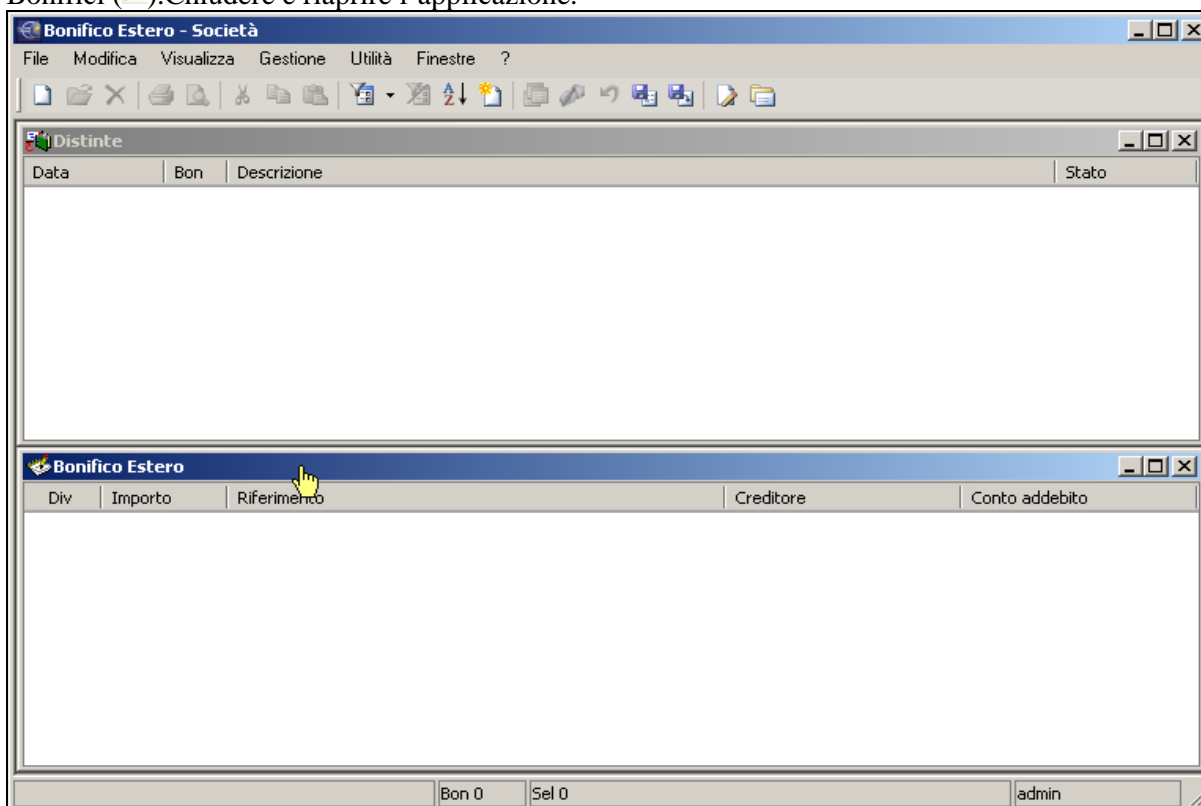 Bonifici ( ).Chiudere e riaprire l'applicazione.
Bonifico Estero - Società
File Modifica Visualizza Gestione Utilità Finestre ?
Distinte
Data Bon Descrizione Stato
Bonifico Estero
Div Importo Riferimento Creditore Conto addebito
Bon 0 Sel 0 admin